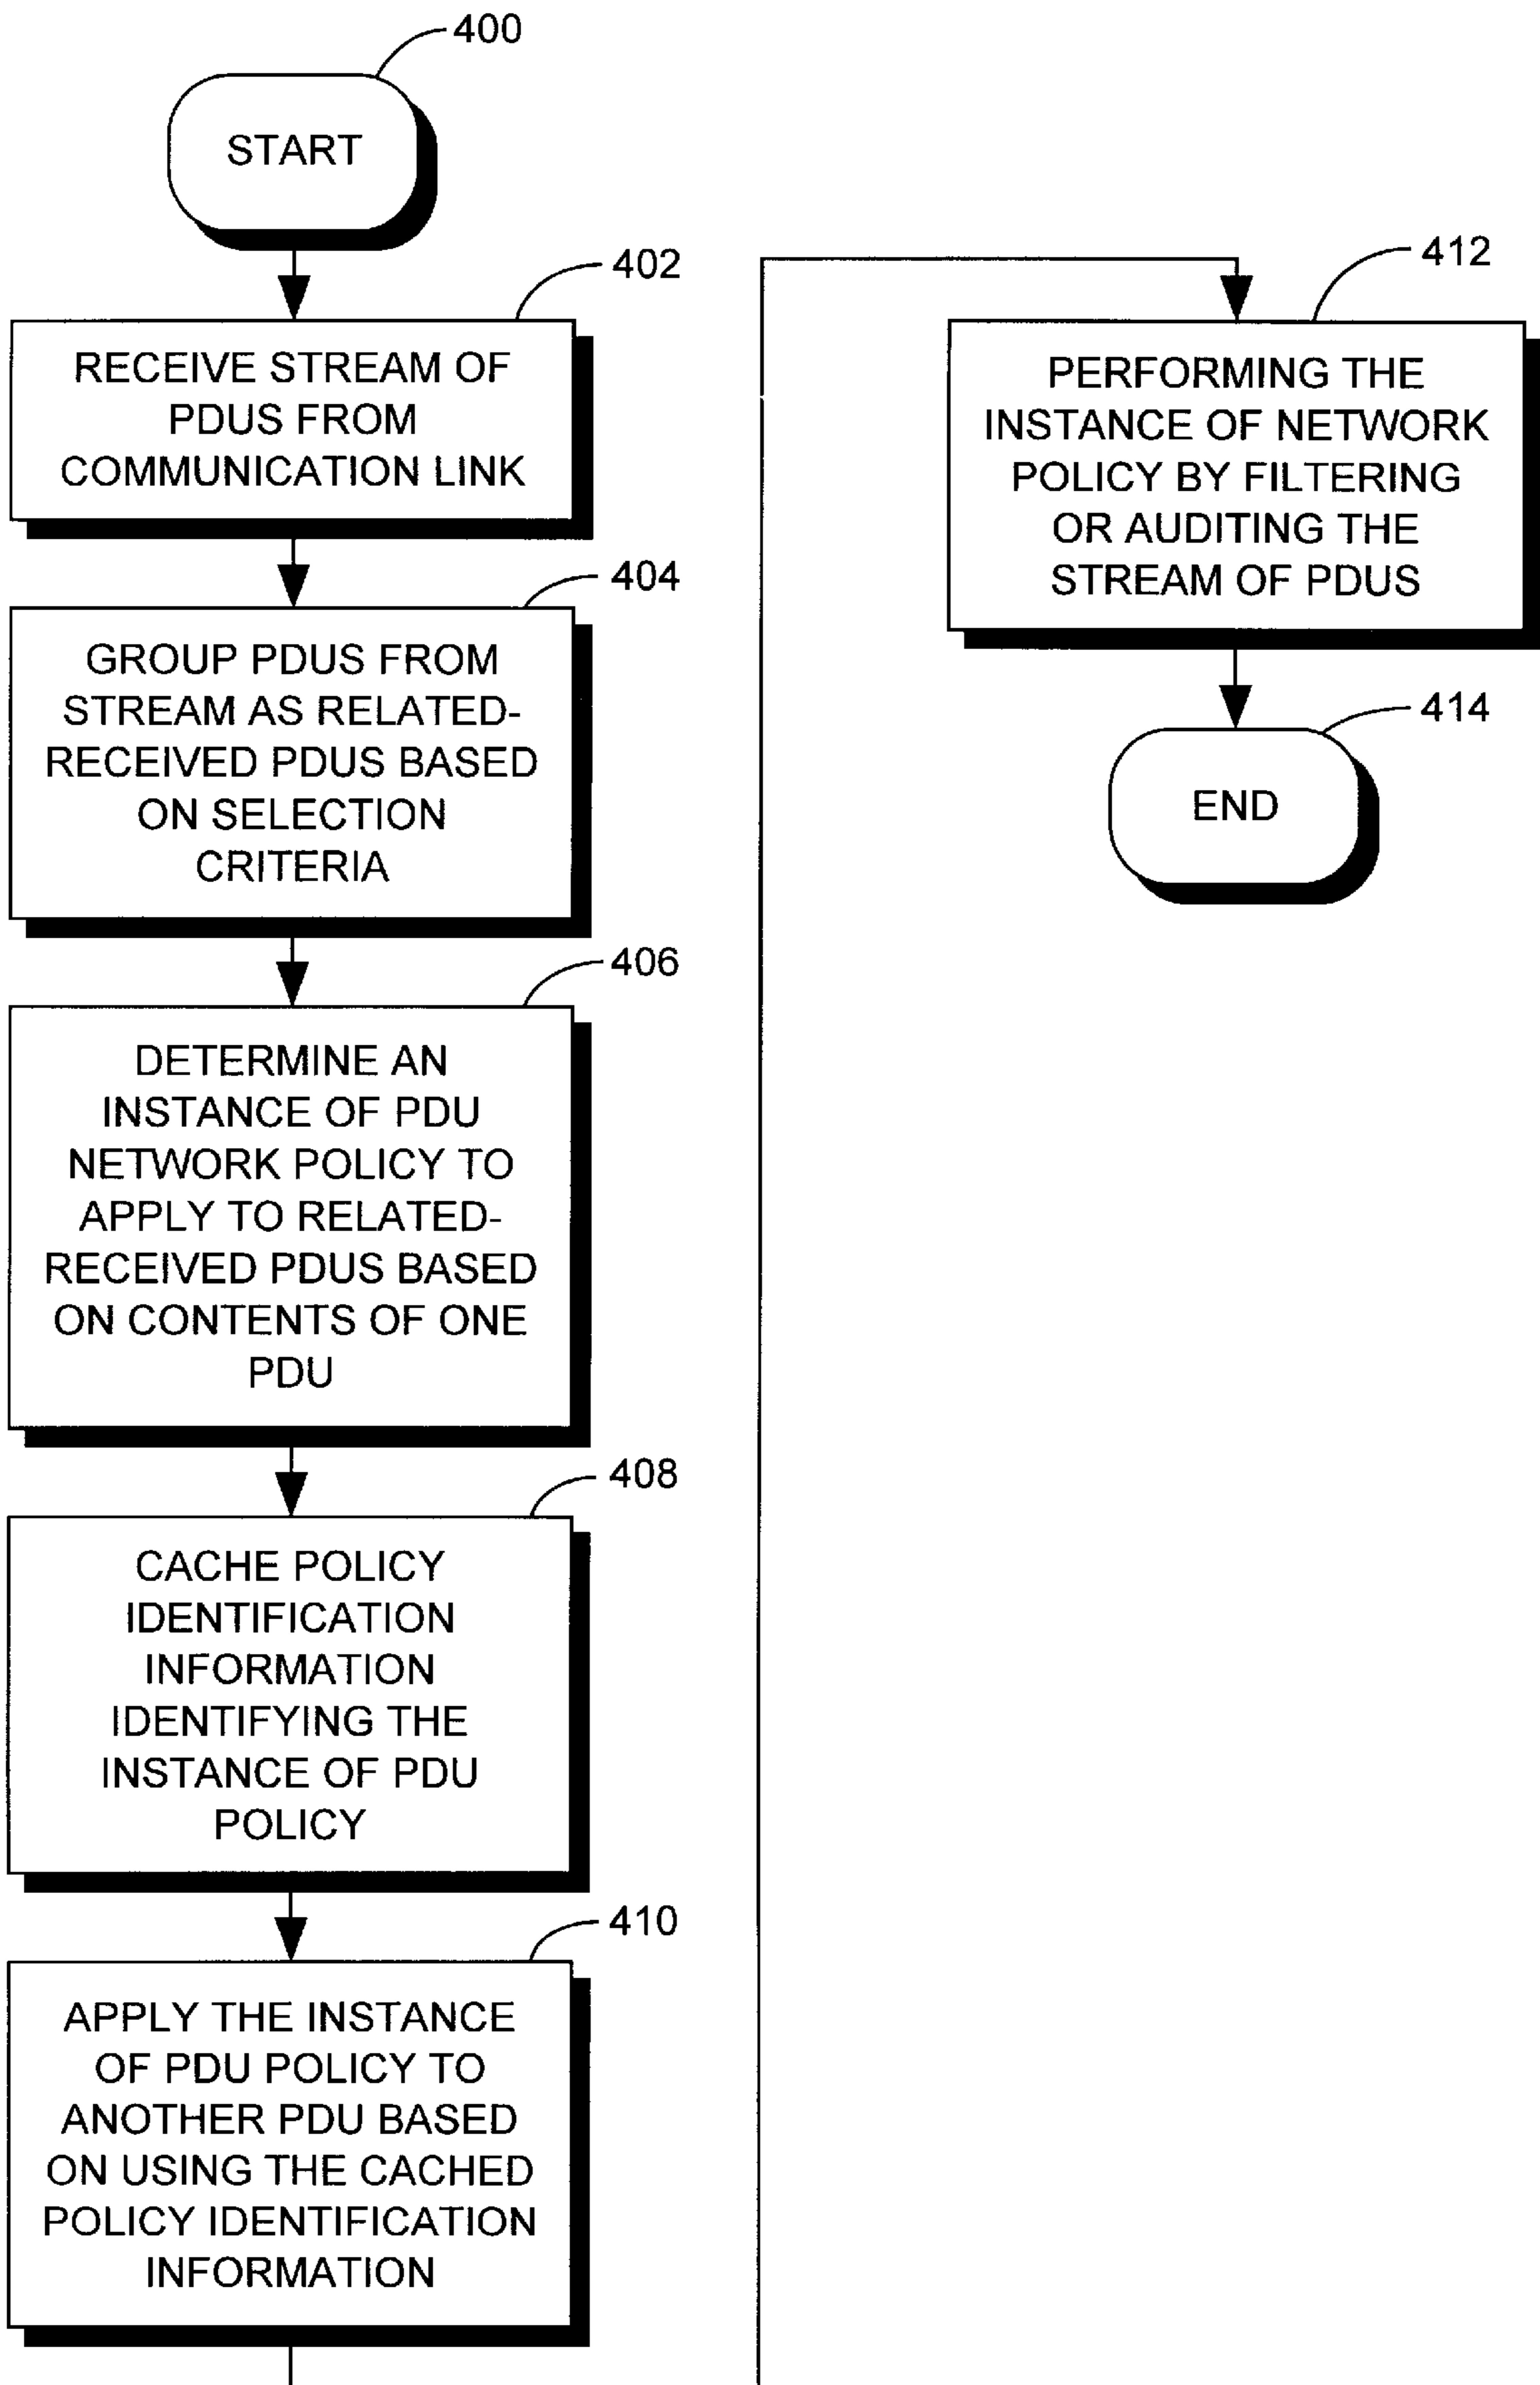 400
START
402
RECEIVE STREAM OF
PDUS FROM
COMMUNICATION LINK
404
GROUP PDUS FROM
STREAM AS RELATED-
RECEIVED PDUS BASED
ON SELECTION
CRITERIA
406
DETERMINE AN
INSTANCE OF PDU
NETWORK POLICY TO
APPLY TO RELATED-
RECEIVED PDUS BASED
ON CONTENTS OF ONE
PDU
408
CACHE POLICY
IDENTIFICATION
INFORMATION
IDENTIFYING THE
INSTANCE OF PDU
POLICY
410
APPLY THE INSTANCE
OF PDU POLICY TO
ANOTHER PDU BASED
ON USING THE CACHED
POLICY IDENTIFICATION
INFORMATION
412
PERFORMING THE
INSTANCE OF NETWORK
POLICY BY FILTERING
OR AUDITING THE
STREAM OF PDUS
414
END